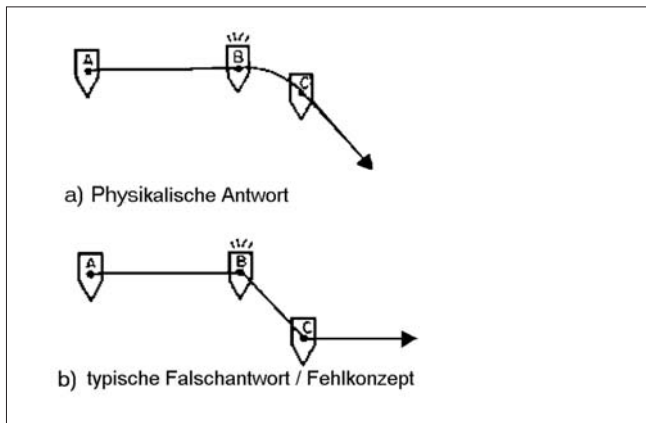 A
B
C
a) Physikalische Antwort
A
B
C
b) typische Falschantwort / Fehlkonzept